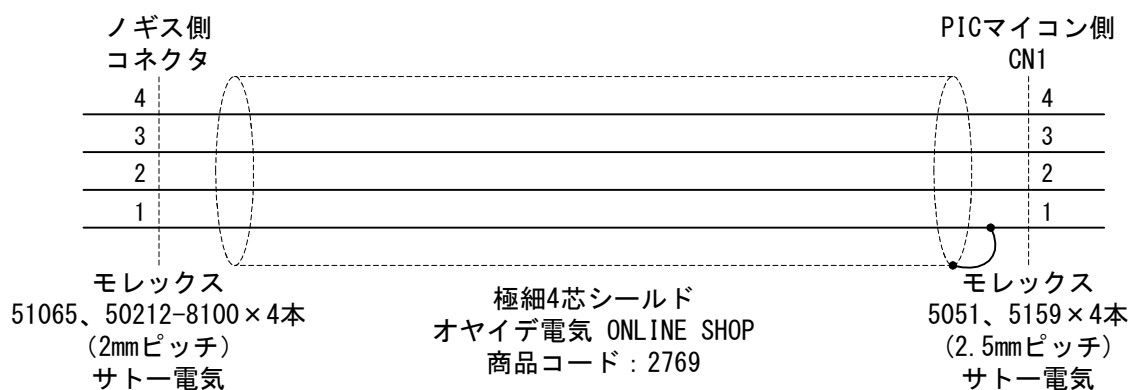 ノギス側
コネクタ
PICマイコン側
CN1
4
4
3
3
2
2
1
1
モレックス
51065、50212-8100×4本
(2mmピッチ)
サトー電気
極細4芯シールド
オヤイデ電気 ONLINE SHOP
商品コード：2769
モレックス
5051、5159×4本
(2.5mmピッチ)
サトー電気